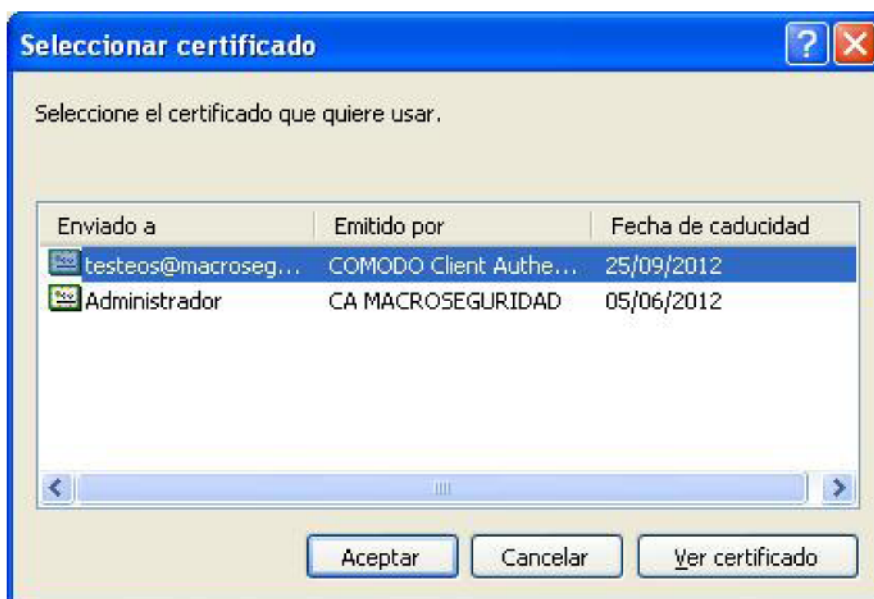 Seleccionar certificado
Seleccione el certificado que quiere usar.
Enviado a Emitido por Fecha de caducidad
testeos@macroseg... COMODO Client Authe... 25/09/2012
Administrador CA MACROSEGURIDAD 05/06/2012
Aceptar Cancelar Ver certificado